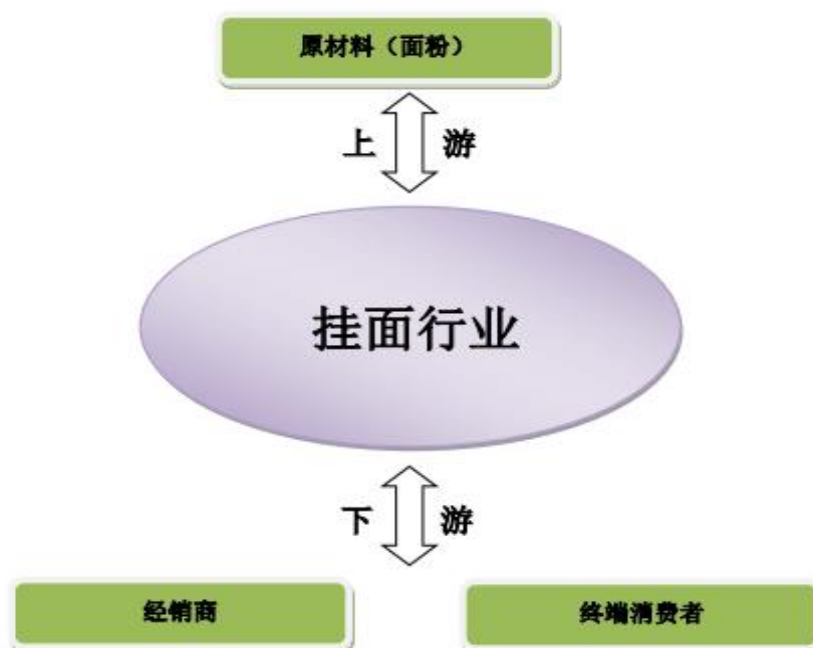 原材料（面粉）
上 游
挂面行业
下 游
经销商 终端消费者